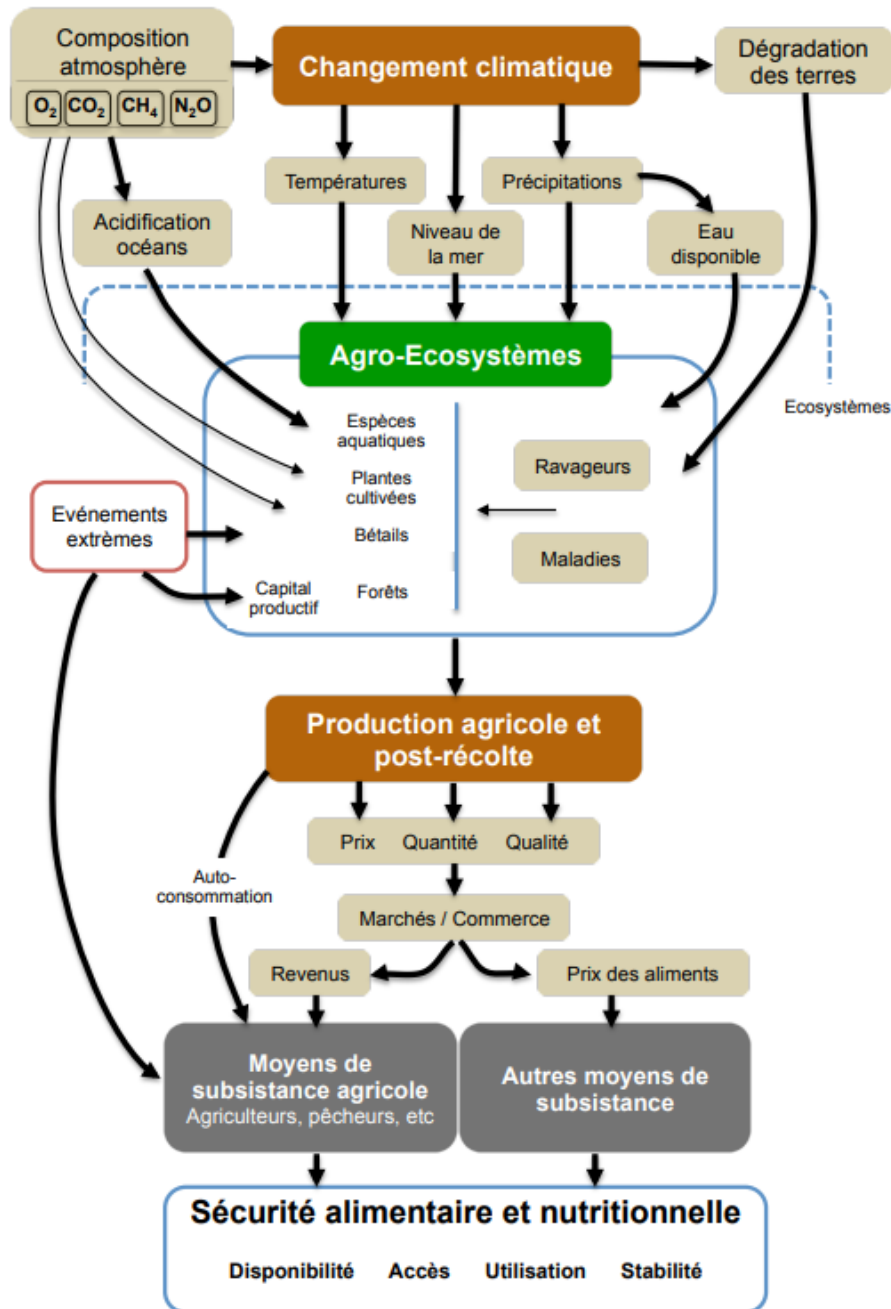 Composition
atmosphère
O2 CO2 CH4 N2O
Changement climatique
Dégradation
des terres
Températures
Précipitations
Acidification
océans
Niveau de
la mer
Eau
disponible
Agro-Ecosystèmes
Ecosystèmes
Espèces
aquatiques
Plantes
cultivées
Bétails
Forêts
Capital
productif
Ravageurs
Maladies
Evénements
extrêmes
Production agricole et
post-récolte
Prix Quantité Qualité
Auto-
consommation
Marchés / Commerce
Revenus
Prix des aliments
Moyens de
subsistance agricole
Agriculteurs, pêcheurs, etc
Autres moyens de
subsistance
Sécurité alimentaire et nutritionnelle
Disponibilité Accès Utilisation Stabilité